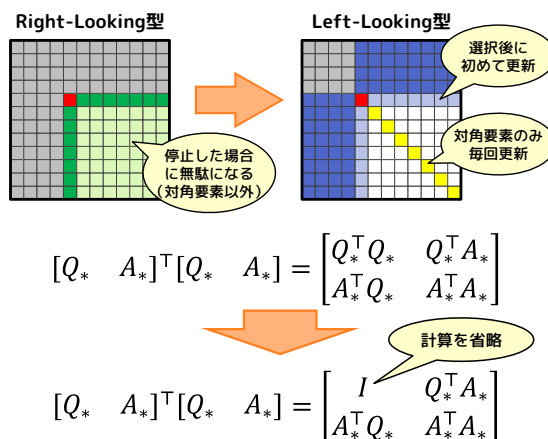 Right-Looking型
Left-Looking型
選択後に
初めて更新
対角要素のみ
毎回更新
停止した場合
に無駄になる
(対角要素以外)
[Q_* A_*]^⊤[Q_* A_*] = [Q_*^⊤Q_* Q_*^⊤A_*
A_*^⊤Q_* A_*^⊤A_*]
計算を省略
[Q_* A_*]^⊤[Q_* A_*] = [I Q_*^⊤A_*
A_*^⊤Q_* A_*^⊤A_*]